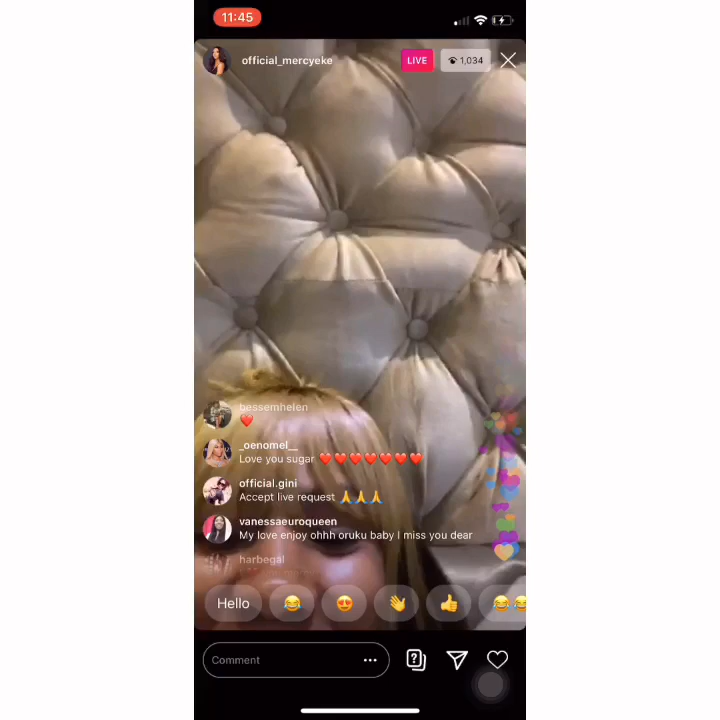 11:45
official_mercyeke
LIVE
1,034
bessemhelen
❤️
_oenomel__
Love you sugar ❤️❤️❤️❤️❤️❤️❤️
official.gini
Accept live request 🙏🙏🙏
vanessaeuroqueen
My love enjoy ohhh oruku baby I miss you dear
harbegal
Hello 😂 😍 👋 👍 😂😂
Comment